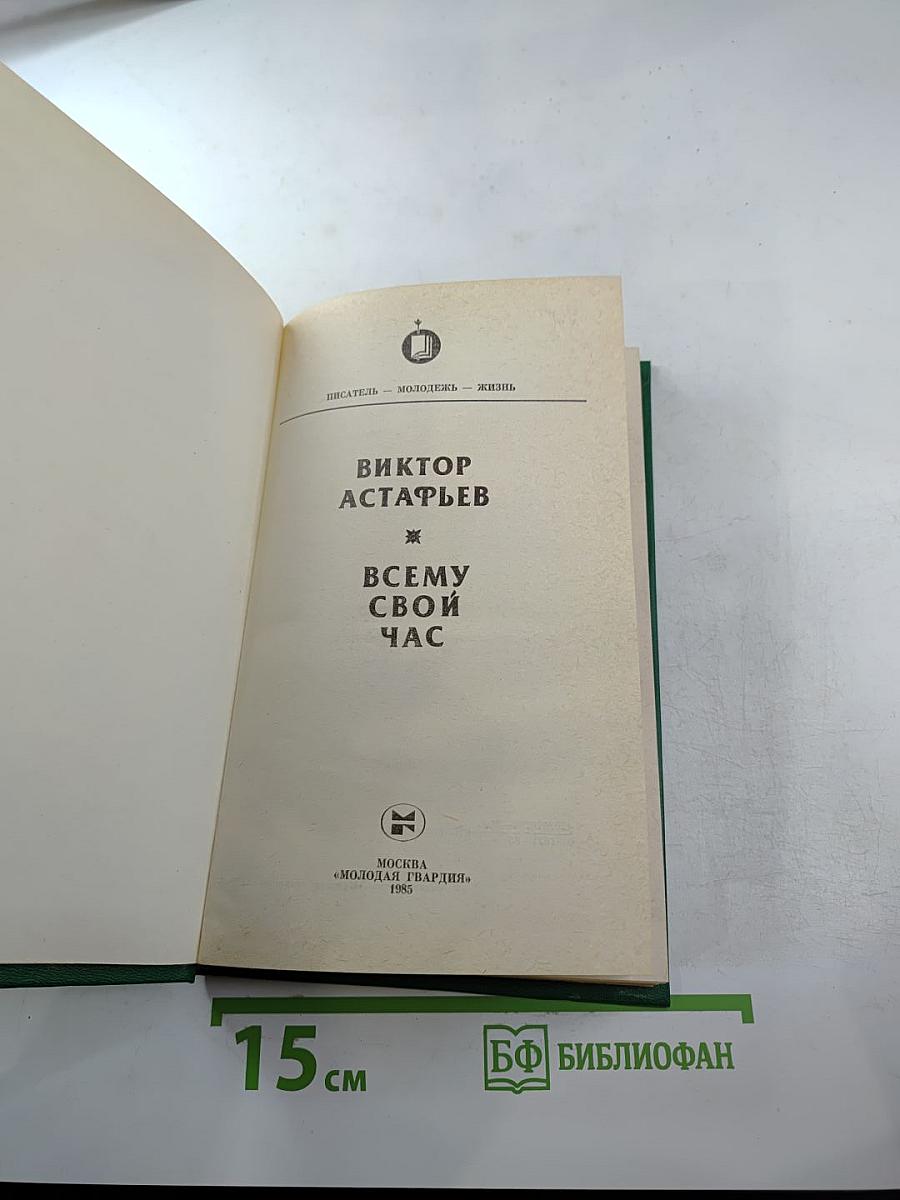 ПИСАТЕЛЬ — МОЛОДЕЖЬ — ЖИЗНЬ
ВИКТОР
АСТАФЬЕВ
ВСЕМУ
СВОЙ
ЧАС
МОСКВА
«МОЛОДАЯ ГВАРДИЯ»
1985
15 см
БФ БИБЛИОФАН